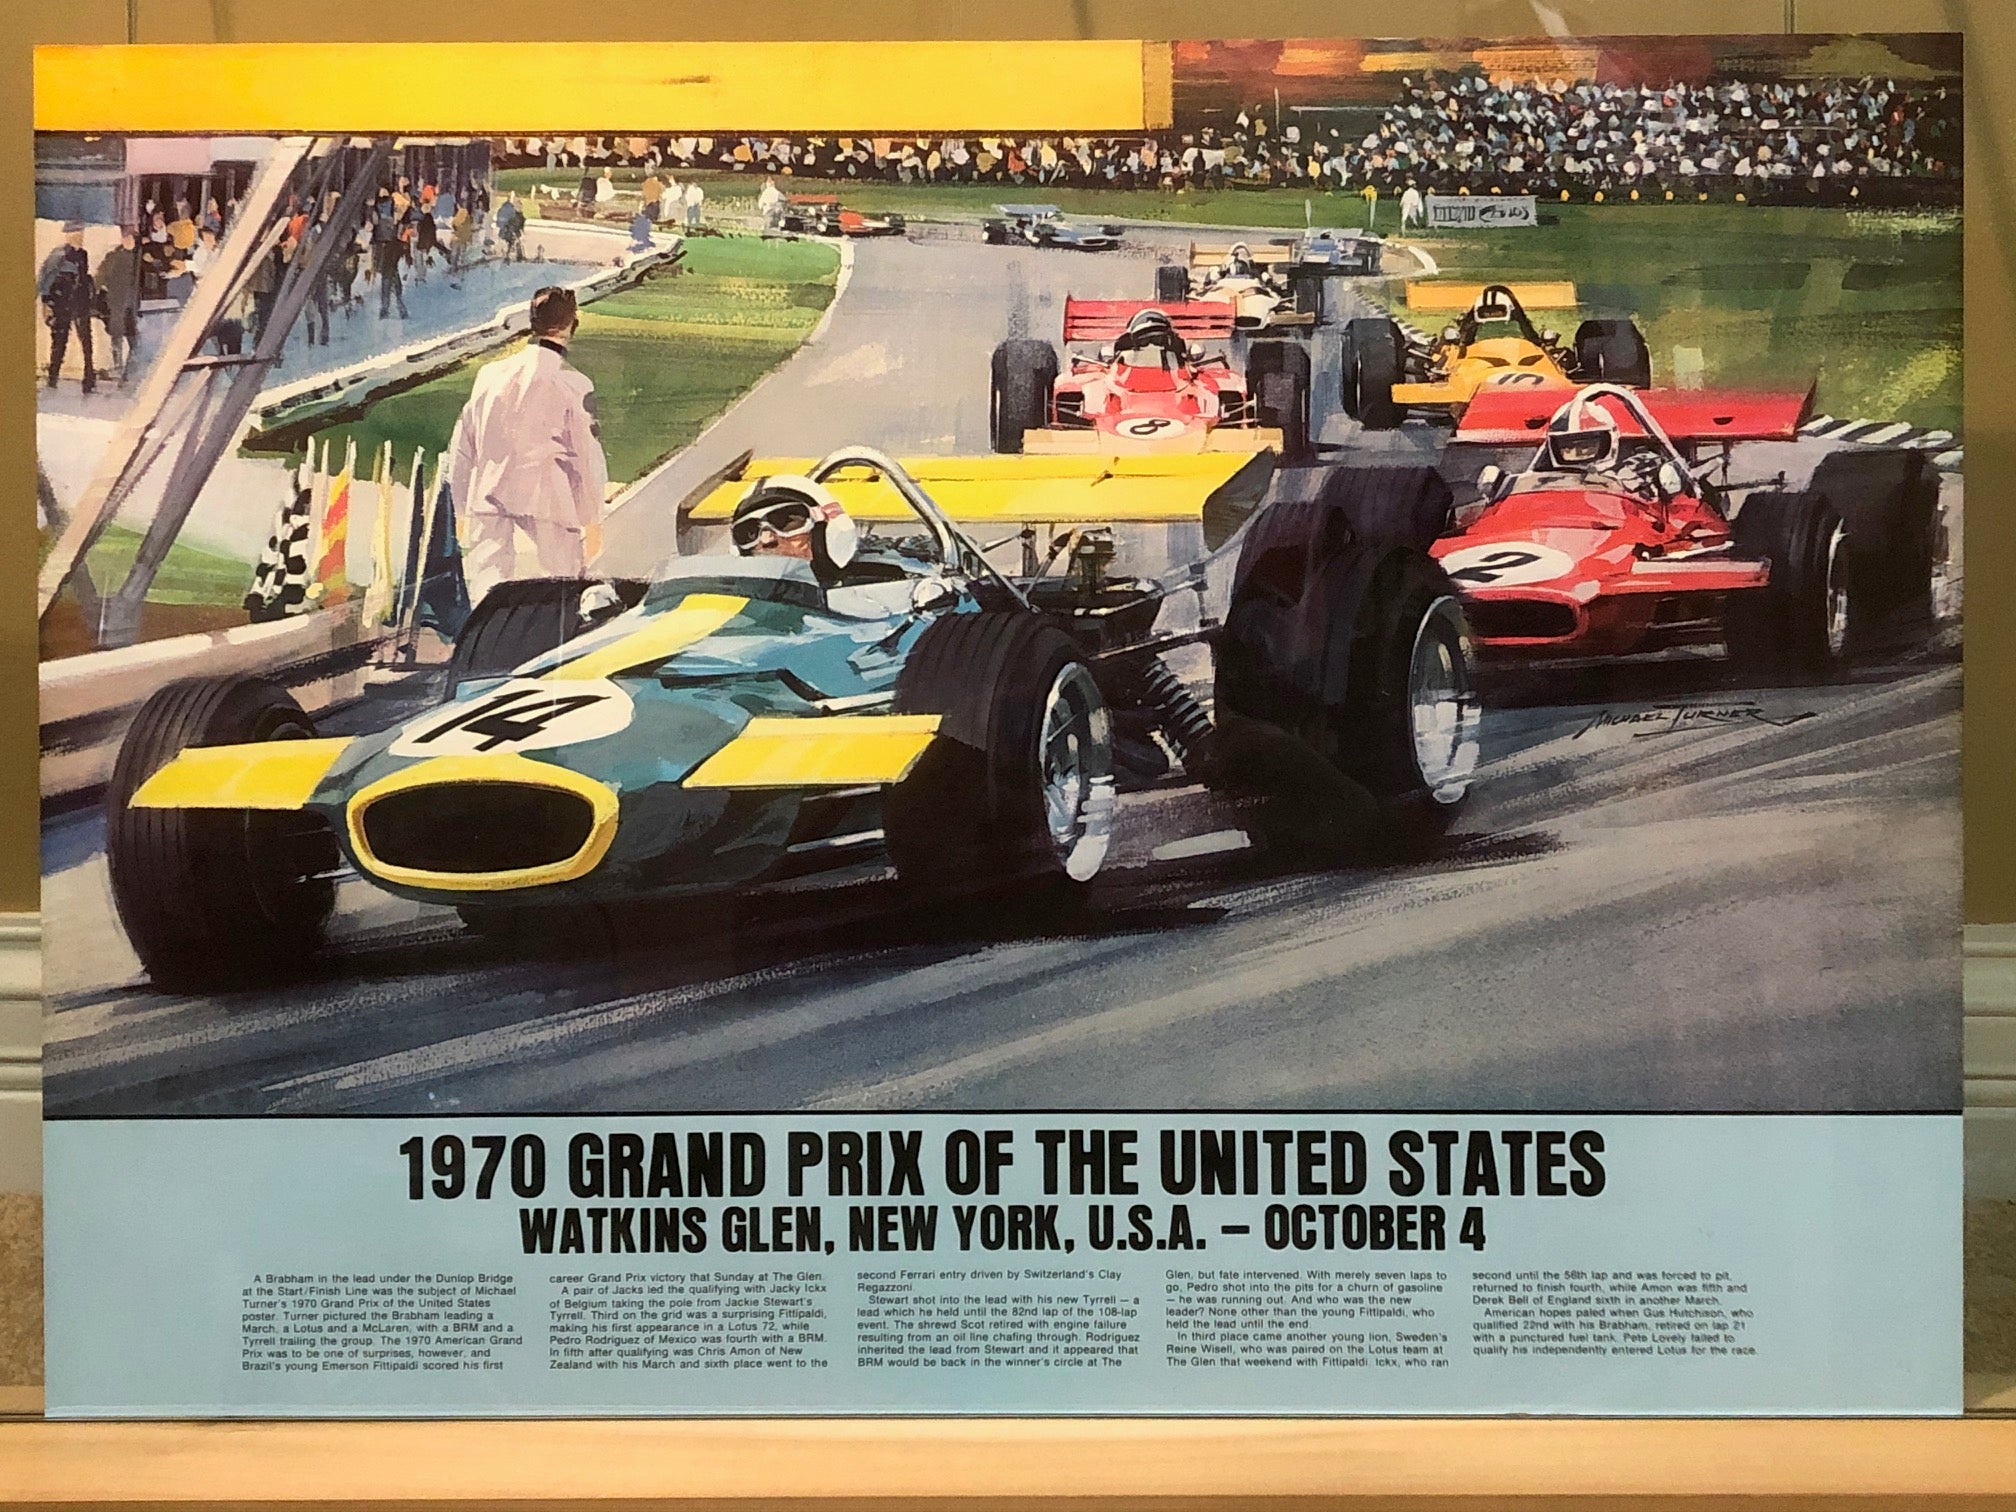 14
2
8
5
MICHAEL TURNER
1970 GRAND PRIX OF THE UNITED STATES
WATKINS GLEN, NEW YORK, U.S.A. – OCTOBER 4
A Brabham in the lead under the Dunlop Bridge
at the Start/Finish Line was the subject of Michael
Turner's 1970 Grand Prix of the United States
poster. Turner pictured the Brabham leading a
March, a Lotus and a McLaren, with a BRM and a
Tyrrell trailing the group. The 1970 American Grand
Prix was to be one of surprises, however, and
Brazil's young Emerson Fittipaldi scored his first
career Grand Prix victory that Sunday at The Glen.
A pair of Jacks led the qualifying with Jacky Ickx
of Belgium taking the pole from Jackie Stewart's
Tyrrell. Third on the grid was a surprising Fittipaldi,
making his first appearance in a Lotus 72, while
Pedro Rodriguez of Mexico was fourth with a BRM.
In fifth after qualifying was Chris Amon of New
Zealand with his March and sixth place went to the
second Ferrari entry driven by Switzerland's Clay
Regazzoni.
Stewart shot into the lead with his new Tyrrell — a
lead which he held until the 82nd lap of the 108-lap
event. The shrewd Scot retired with engine failure
resulting from an oil line chafing through. Rodriguez
inherited the lead from Stewart and it appeared that
BRM would be back in the winner's circle at The
Glen, but fate intervened. With merely seven laps to
go, Pedro shot into the pits for a churn of gasoline
— he was running out. And who was the new
leader? None other than the young Fittipaldi, who
held the lead until the end.
In third place came another young lion, Sweden's
Reine Wisell, who was paired on the Lotus team at
The Glen that weekend with Fittipaldi. Ickx, who ran
second until the 56th lap and was forced to pit,
returned to finish fourth, while Amon was fifth and
Derek Bell of England sixth in another March.
American hopes paled when Gus Hutchison, who
qualified 22nd with his Brabham, retired on lap 21
with a punctured fuel tank. Pete Lovely failed to
qualify his independently entered Lotus for the race.